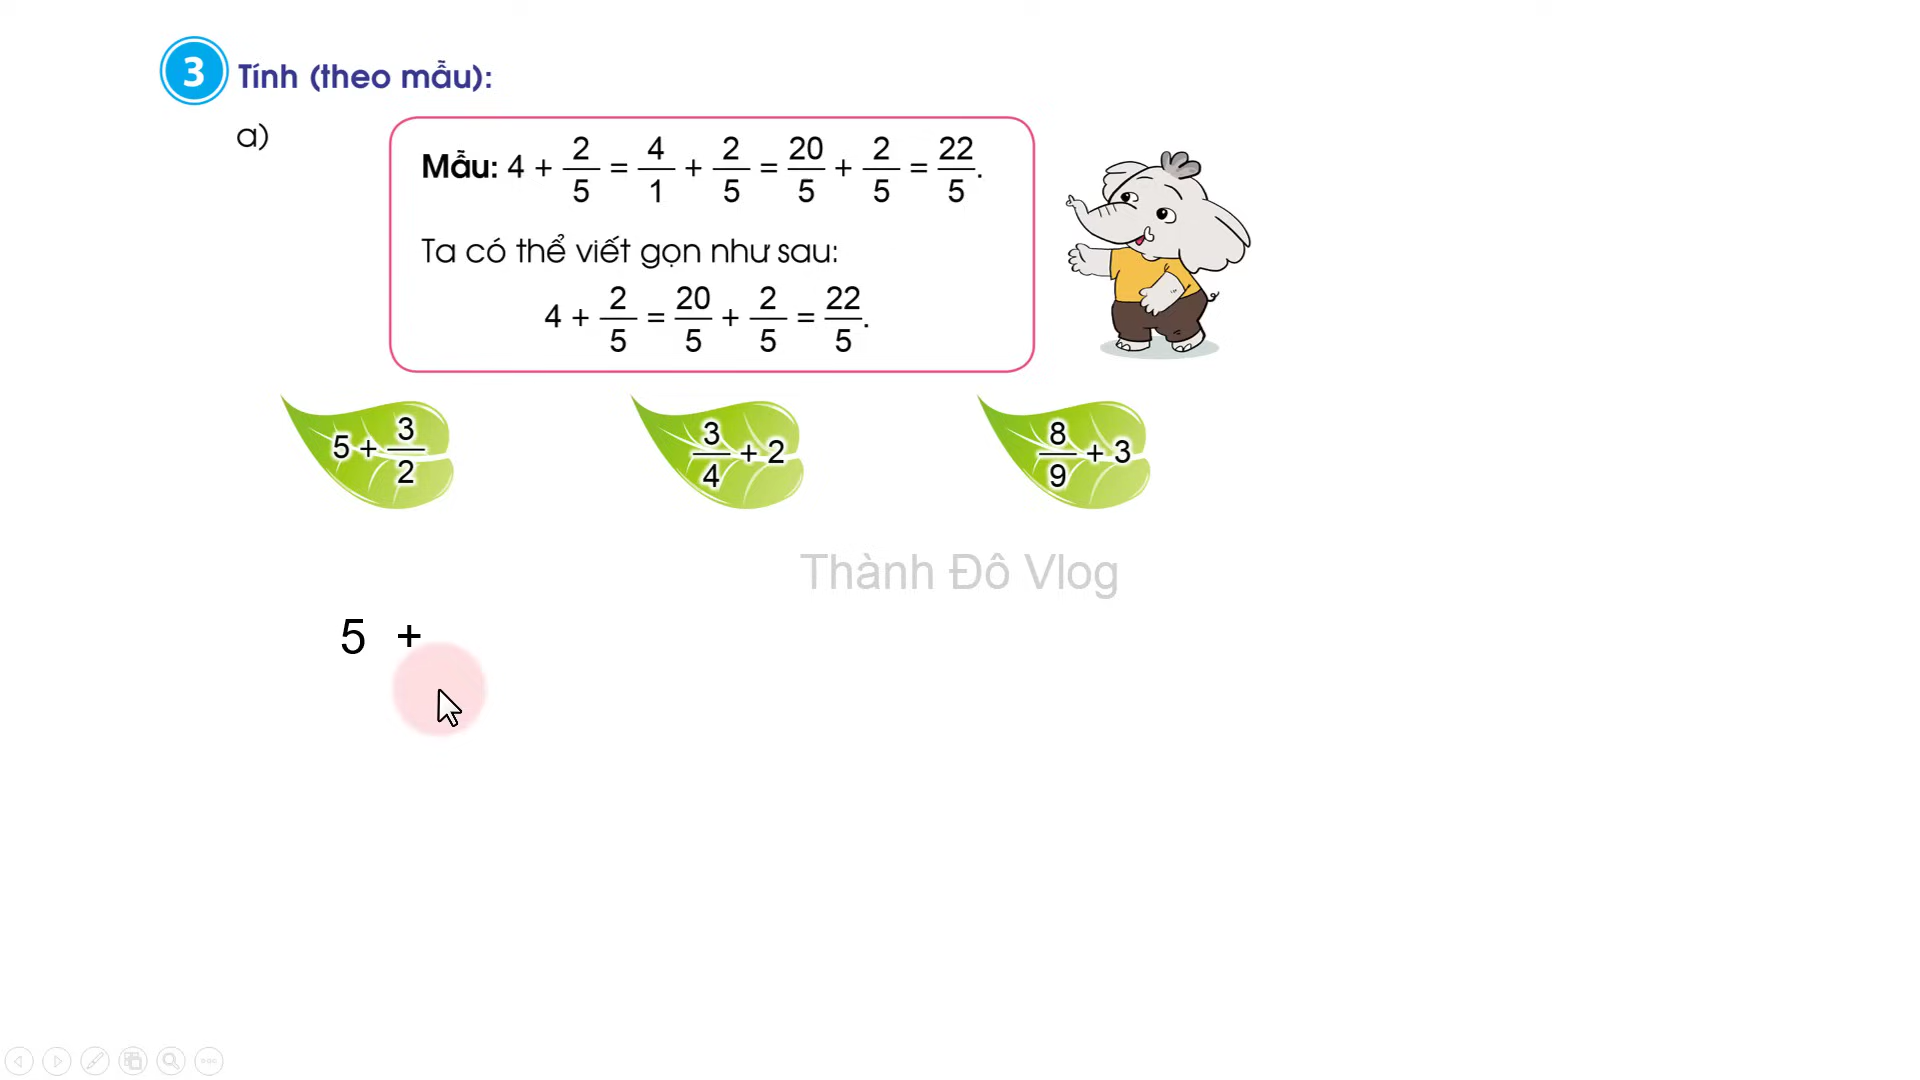 3 Tính (theo mẫu):
a)
Mẫu: 4 + 2/5 = 4/1 + 2/5 = 20/5 + 2/5 = 22/5.
Ta có thể viết gọn như sau:
4 + 2/5 = 20/5 + 2/5 = 22/5.
5 + 3/2
3/4 + 2
8/9 + 3
Thành Đô Vlog
5 +